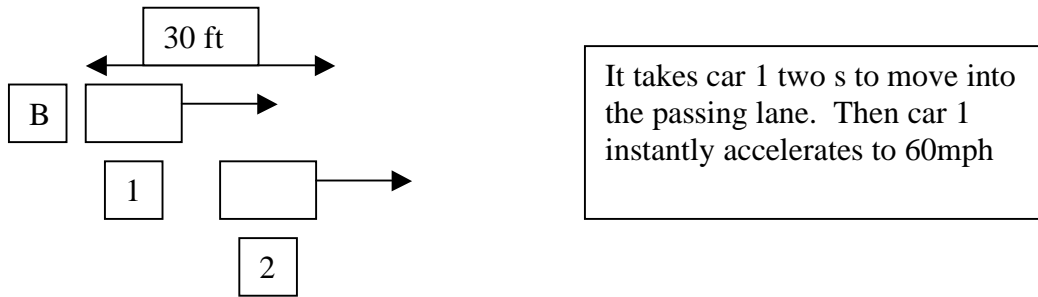 30 ft
B
1
2
It takes car 1 two s to move into
the passing lane.  Then car 1
instantly accelerates to 60mph